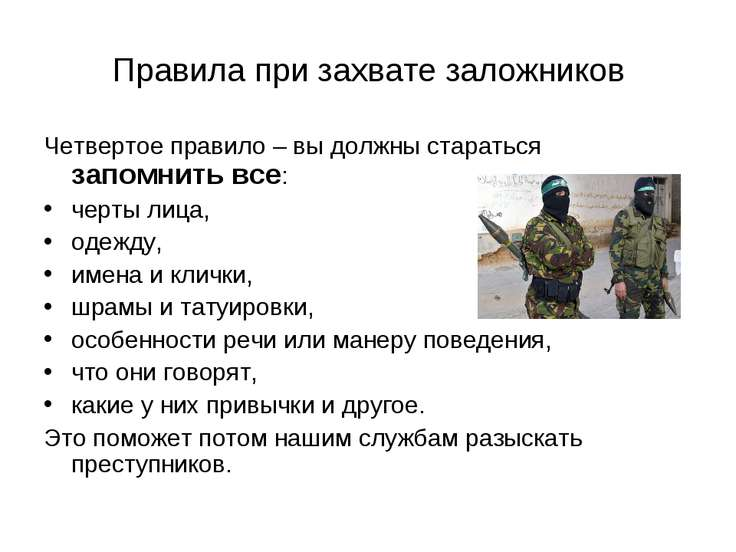 Правила при захвате заложников
Четвертое правило – вы должны стараться
запомнить все:
• черты лица,
• одежду,
• имена и клички,
• шрамы и татуировки,
• особенности речи или манеру поведения,
• что они говорят,
• какие у них привычки и другое.
Это поможет потом нашим службам разыскать
преступников.